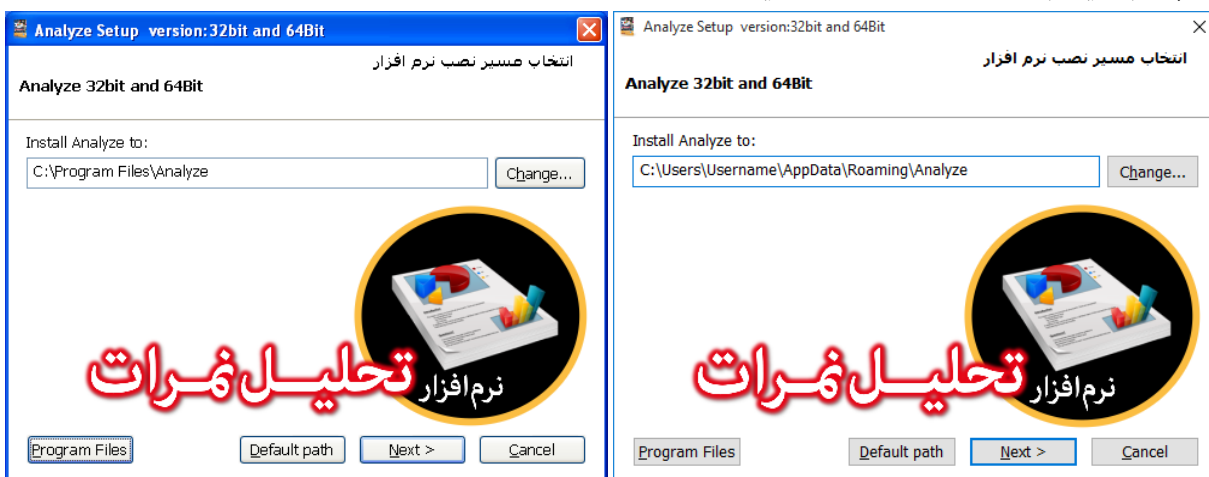 Analyze Setup version:32bit and 64Bit
انتخاب مسیر نصب نرم افزار
Analyze 32bit and 64Bit
Install Analyze to:
C:\Program Files\Analyze
Change...
نرم‌افزار تحلیل نمرات
Program Files
Default path
Next >
Cancel
Analyze Setup version:32bit and 64Bit
انتخاب مسیر نصب نرم افزار
Analyze 32bit and 64Bit
Install Analyze to:
C:\Users\Username\AppData\Roaming\Analyze
Change...
نرم‌افزار تحلیل نمرات
Program Files
Default path
Next >
Cancel